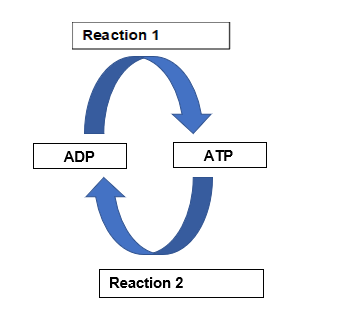 Reaction 1
ADP
ATP
Reaction 2